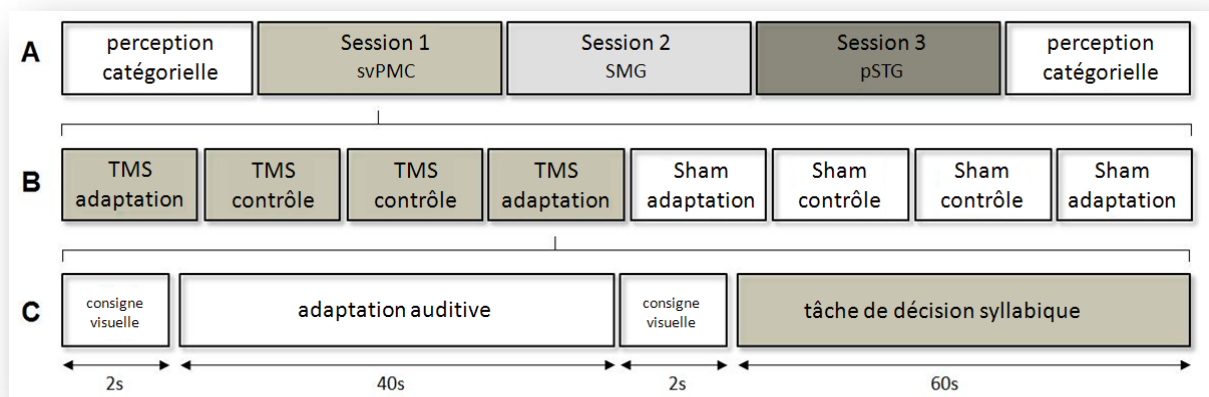 A
perception
catégorielle
Session 1
svPMC
Session 2
SMG
Session 3
pSTG
perception
catégorielle
B
TMS
adaptation
TMS
contrôle
TMS
contrôle
TMS
adaptation
Sham
adaptation
Sham
contrôle
Sham
contrôle
Sham
adaptation
C
consigne
visuelle
adaptation auditive
consigne
visuelle
tâche de décision syllabique
2s
40s
2s
60s